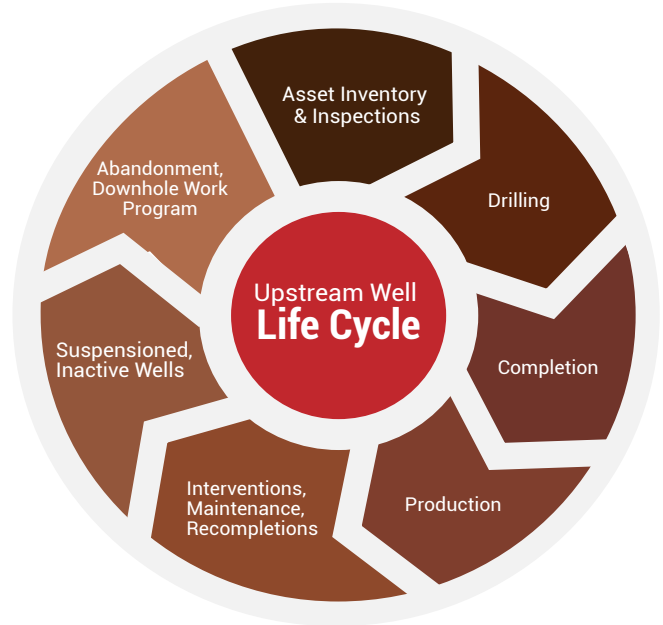 Asset Inventory
& Inspections
Drilling
Completion
Production
Interventions,
Maintenance,
Recompletions
Suspensioned,
Inactive Wells
Abandonment,
Downhole Work
Program
Upstream Well
Life Cycle